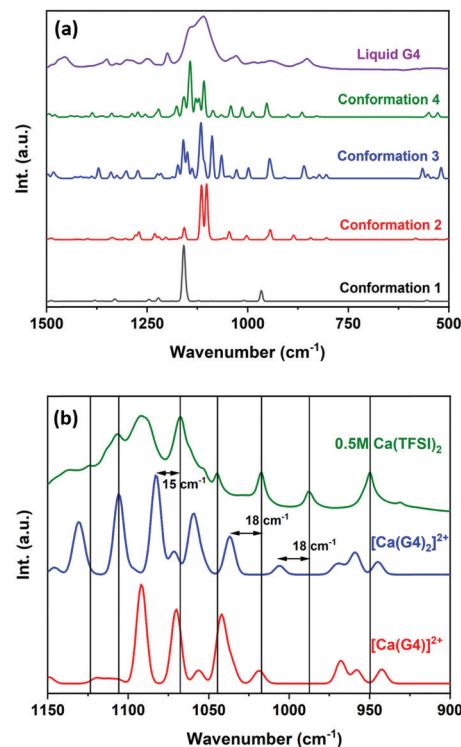 (a)
Liquid G4
Conformation 4
Conformation 3
Conformation 2
Conformation 1
Int. (a.u.)
1500 1250 1000 750 500
Wavenumber (cm⁻¹)
(b)
0.5M Ca(TFSI)₂
15 cm⁻¹
18 cm⁻¹
18 cm⁻¹
[Ca(G4)₂]²⁺
[Ca(G4)]²⁺
Int. (a.u.)
1150 1100 1050 1000 950 900
Wavenumber (cm⁻¹)